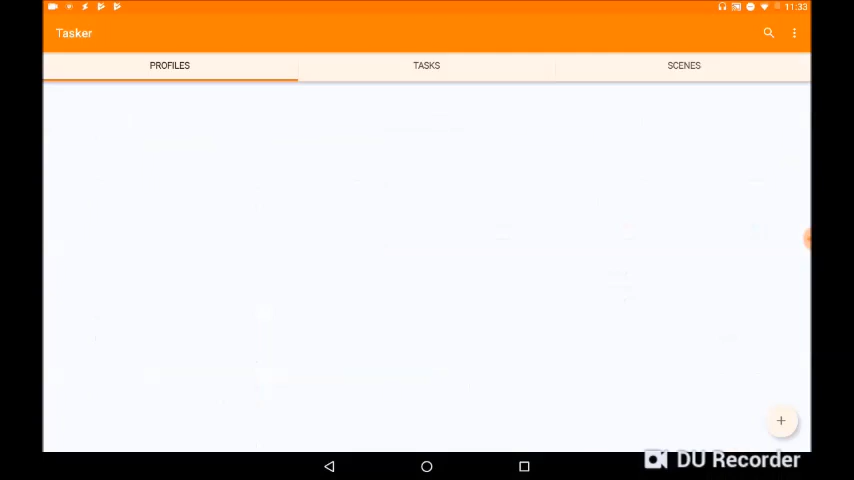 11:33
Tasker
PROFILES
TASKS
SCENES
+
DU Recorder